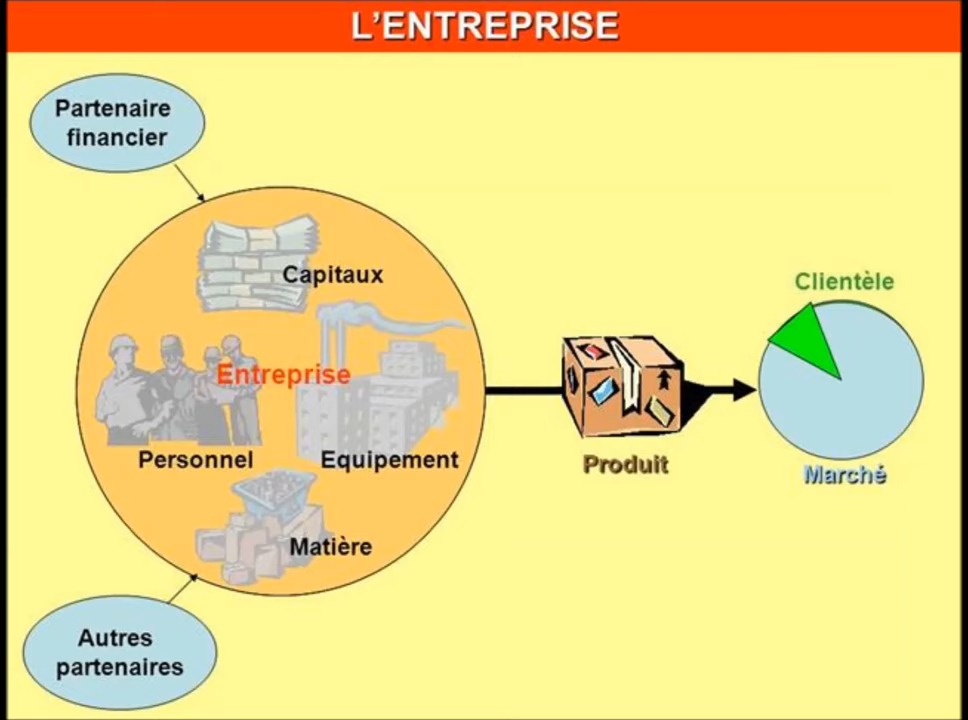 L'ENTREPRISE
Partenaire
financier
Capitaux
Clientèle
Entreprise
Personnel
Equipement
Produit
Marché
Matière
Autres
partenaires